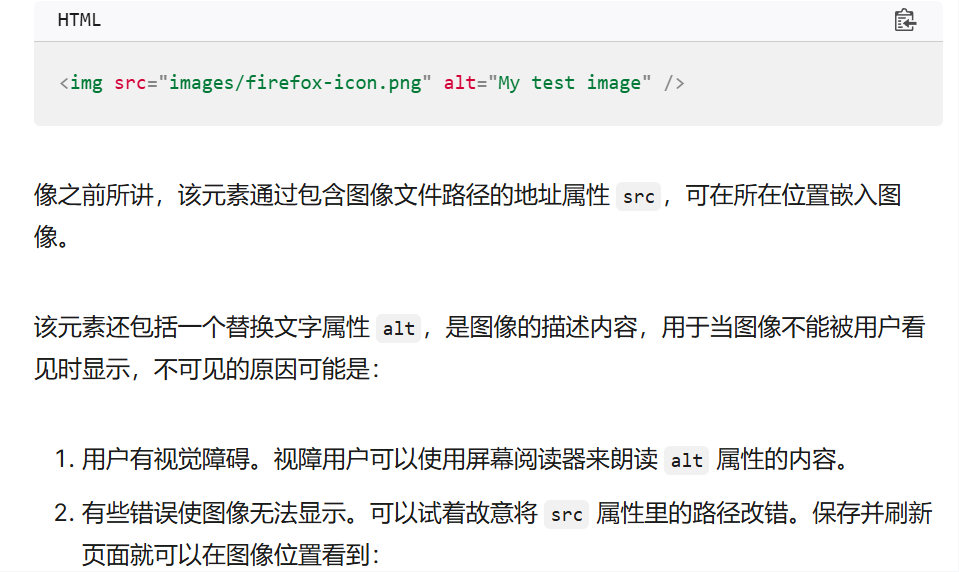 HTML
<img src="images/firefox-icon.png" alt="My test image" />
像之前所讲，该元素通过包含图像文件路径的地址属性 src，可在所在位置嵌入图
像。
该元素还包括一个替换文字属性 alt，是图像的描述内容，用于当图像不能被用户看
见时显示，不可见的原因可能是：
1. 用户有视觉障碍。视障用户可以使用屏幕阅读器来朗读 alt 属性的内容。
2. 有些错误使图像无法显示。可以试着故意将 src 属性里的路径改错。保存并刷新
页面就可以在图像位置看到：